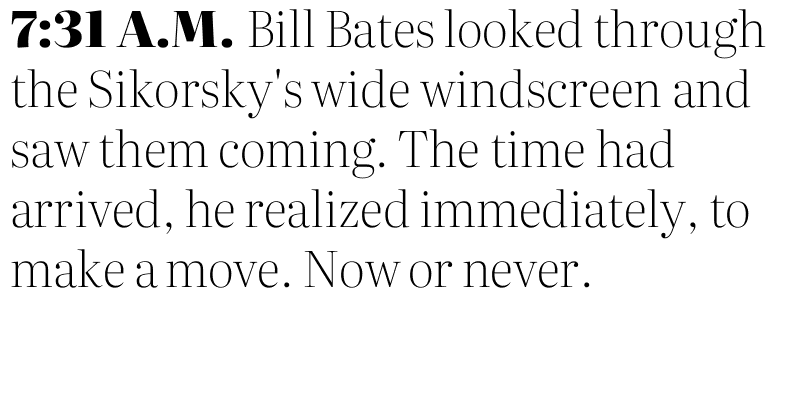 7:31 A.M. Bill Bates looked through
the Sikorsky's wide windscreen and
saw them coming. The time had
arrived, he realized immediately, to
make a move. Now or never.